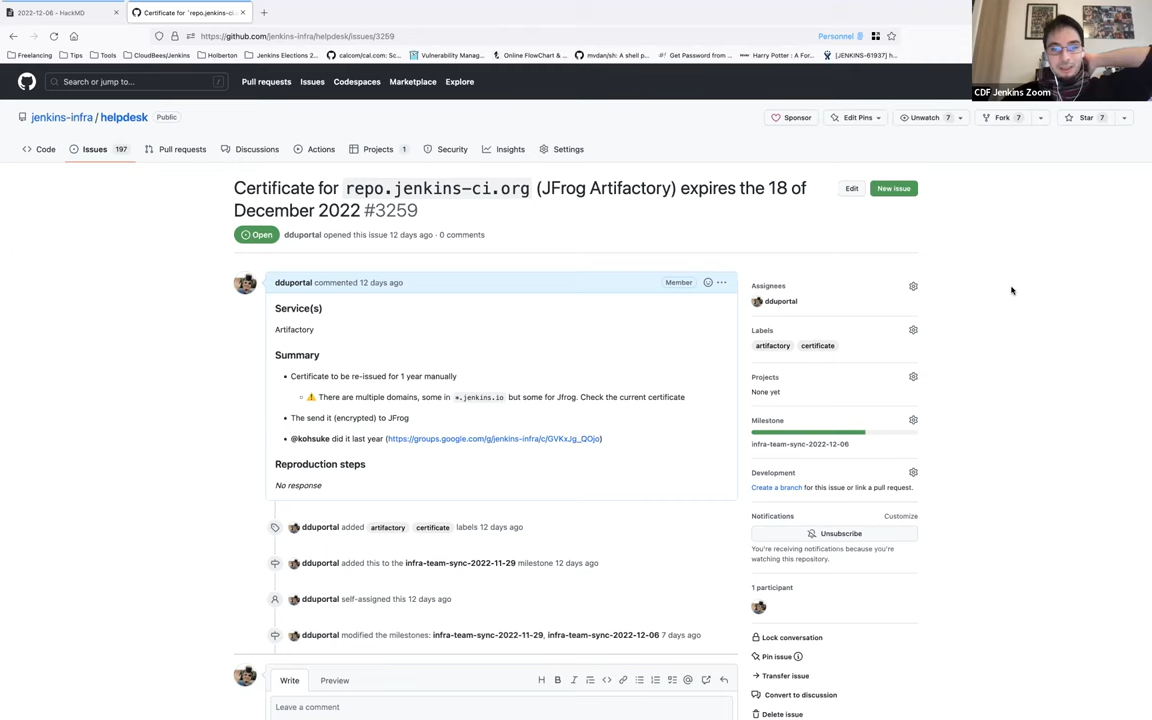 2022-12-06 - HackMD
Certificate for `repo.jenkins-ci.
https://github.com/jenkins-infra/helpdesk/issues/3259
Personnel
Freelancing Tips Tools CloudBees/Jenkins Holberton Jenkins Elections 2... calcom/cal.com: Sc... Vulnerability Manag... Online FlowChart &... mvdan/sh: A shell p... Get Password from ... Harry Potter : A For... [JENKINS-61937] h...
CDF Jenkins Zoom
Search or jump to... /
Pull requests Issues Codespaces Marketplace Explore
jenkins-infra / helpdesk Public
Sponsor Edit Pins Unwatch 7 Fork 7 Star 7
Code Issues 197 Pull requests Discussions Actions Projects 1 Security Insights Settings
Certificate for repo.jenkins-ci.org (JFrog Artifactory) expires the 18 of
December 2022 #3259
Edit New issue
Open dduportal opened this issue 12 days ago · 0 comments
dduportal commented 12 days ago Member ...
Service(s)
Artifactory
Summary
Certificate to be re-issued for 1 year manually
There are multiple domains, some in *.jenkins.io but some for Jfrog. Check the current certificate
The send it (encrypted) to JFrog
@kohsuke did it last year (https://groups.google.com/g/jenkins-infra/c/GVKxJg_QOjo)
Reproduction steps
No response
dduportal added artifactory certificate labels 12 days ago
dduportal added this to the infra-team-sync-2022-11-29 milestone 12 days ago
dduportal self-assigned this 12 days ago
dduportal modified the milestones: infra-team-sync-2022-11-29, infra-team-sync-2022-12-06 7 days ago
Write Preview
Leave a comment
Assignees
dduportal
Labels
artifactory certificate
Projects
None yet
Milestone
infra-team-sync-2022-12-06
Development
Create a branch for this issue or link a pull request.
Notifications Customize
Unsubscribe
You're receiving notifications because you're
watching this repository.
1 participant
Lock conversation
Pin issue
Transfer issue
Convert to discussion
Delete issue